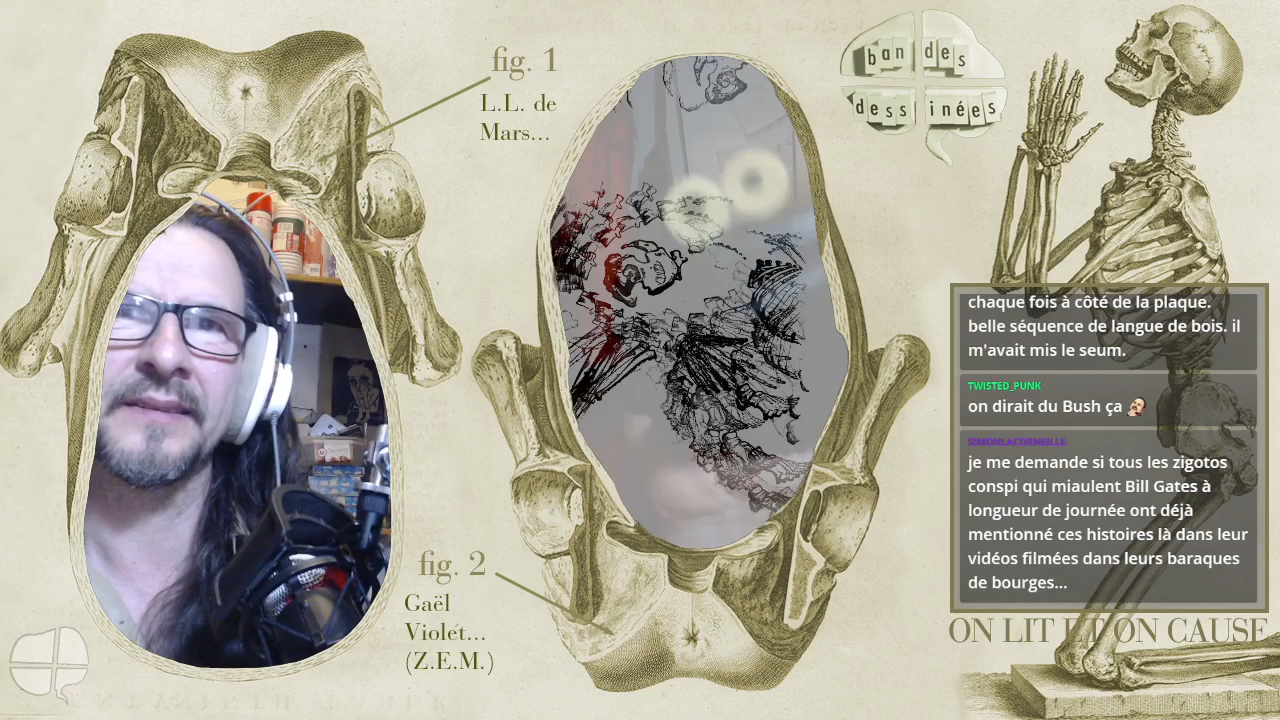 fig. 1
L.L. de
Mars...
ban des
dess inées
chaque fois à côté de la plaque.
belle séquence de langue de bois. il
m'avait mis le seum.
TWISTED_PUNK
on dirait du Bush ça
SIMONLACORNEILLE
je me demande si tous les zigotos
conspi qui miaulent Bill Gates à
longueur de journée ont déjà
mentionné ces histoires là dans leur
vidéos filmées dans leurs baraques
de bourges...
fig. 2
Gaël
Violet...
(Z.E.M.)
ON LIT ET ON CAUSE